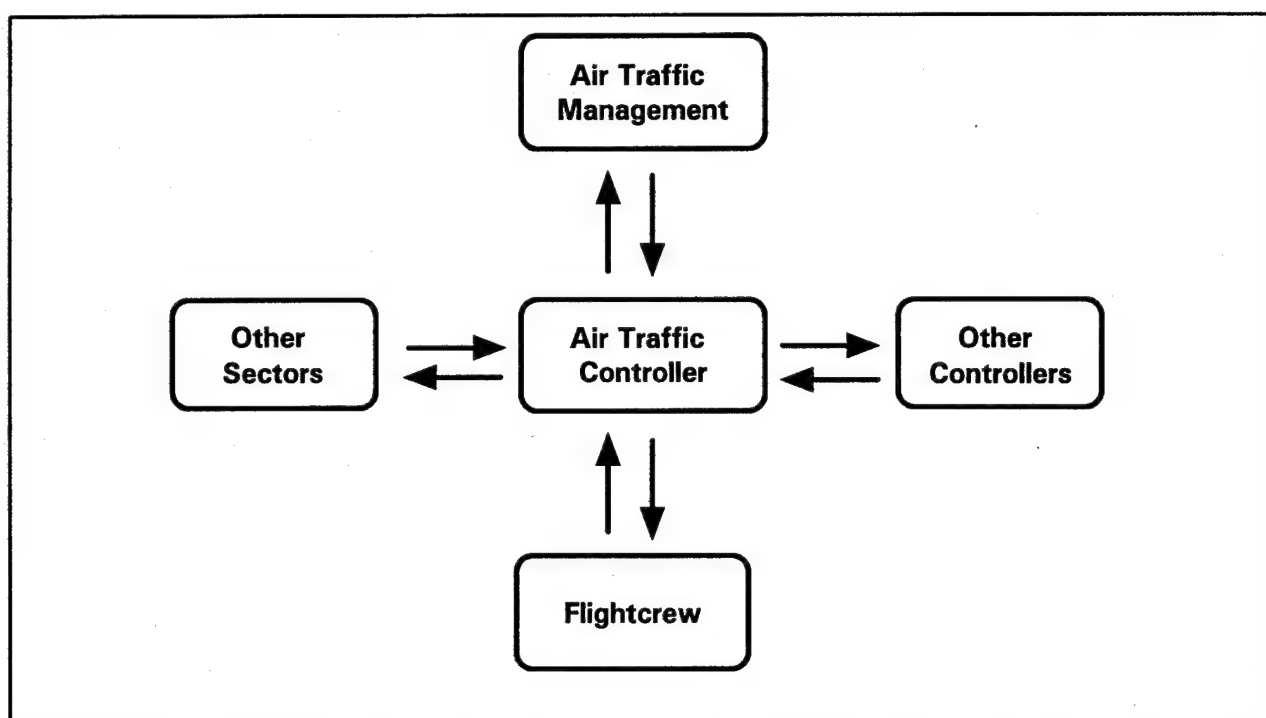 Air Traffic
Management
Other
Sectors
Air Traffic
Controller
Other
Controllers
Flightcrew